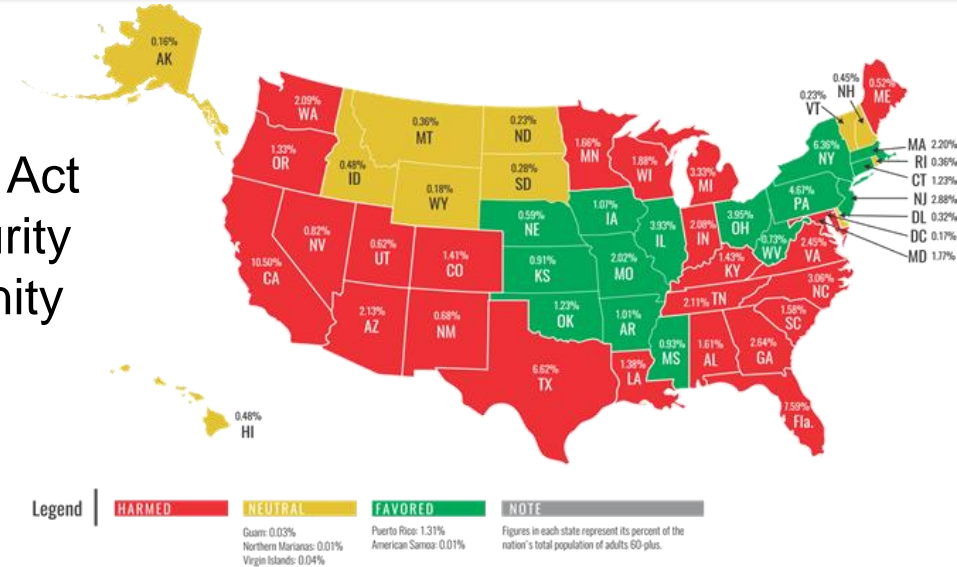 Act
urity
nity
0.16%
AK
2.09%
WA
1.33%
OR
10.50%
CA
0.82%
NV
0.48%
ID
0.36%
MT
0.18%
WY
0.62%
UT
1.41%
CO
2.13%
AZ
0.68%
NM
0.23%
ND
0.28%
SD
0.59%
NE
0.91%
KS
1.23%
OK
6.62%
TX
1.66%
MN
1.07%
IA
2.02%
MO
1.01%
AR
1.38%
LA
1.88%
WI
3.93%
IL
3.33%
MI
2.08%
IN
3.95%
OH
1.43%
KY
2.11% TN
0.93%
MS
1.61%
AL
2.64%
GA
7.59%
Fla.
1.58%
SC
3.06%
NC
2.45%
VA
0.73%
WV
4.67%
PA
6.36%
NY
0.23%
VT
0.45%
NH
0.52%
ME
MA 2.20%
RI 0.36%
CT 1.23%
NJ 2.88%
DL 0.32%
DC 0.17%
MD 1.77%
0.48%
HI
Legend
HARMED
NEUTRAL
Guam: 0.03%
Northern Marianas: 0.01%
Virgin Islands: 0.04%
FAVORED
Puerto Rico: 1.31%
American Samoa: 0.01%
NOTE
Figures in each state represent its percent of the
nation's total population of adults 60-plus.